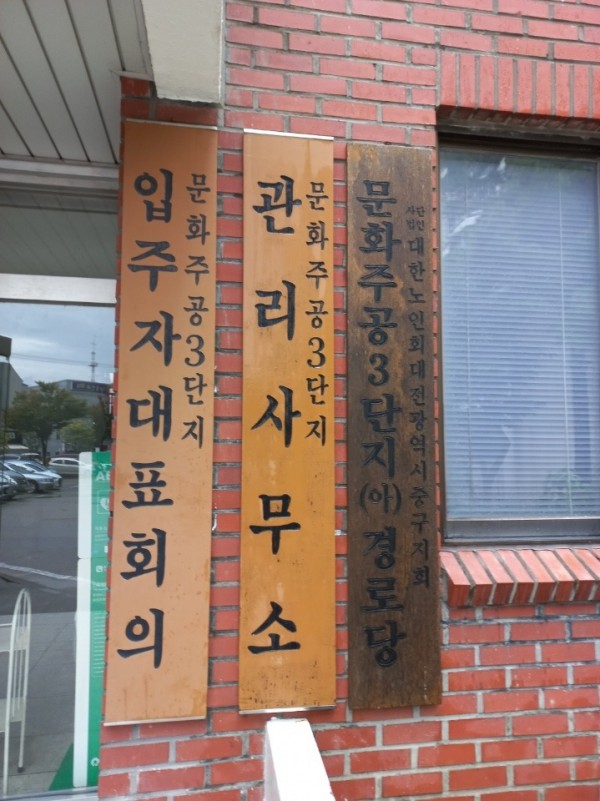 문화주공3단지
입주자대표회의
문화주공3단지
관리사무소
사단법인 대한노인회대전광역시중구지회
문화주공3단지(아)경로당